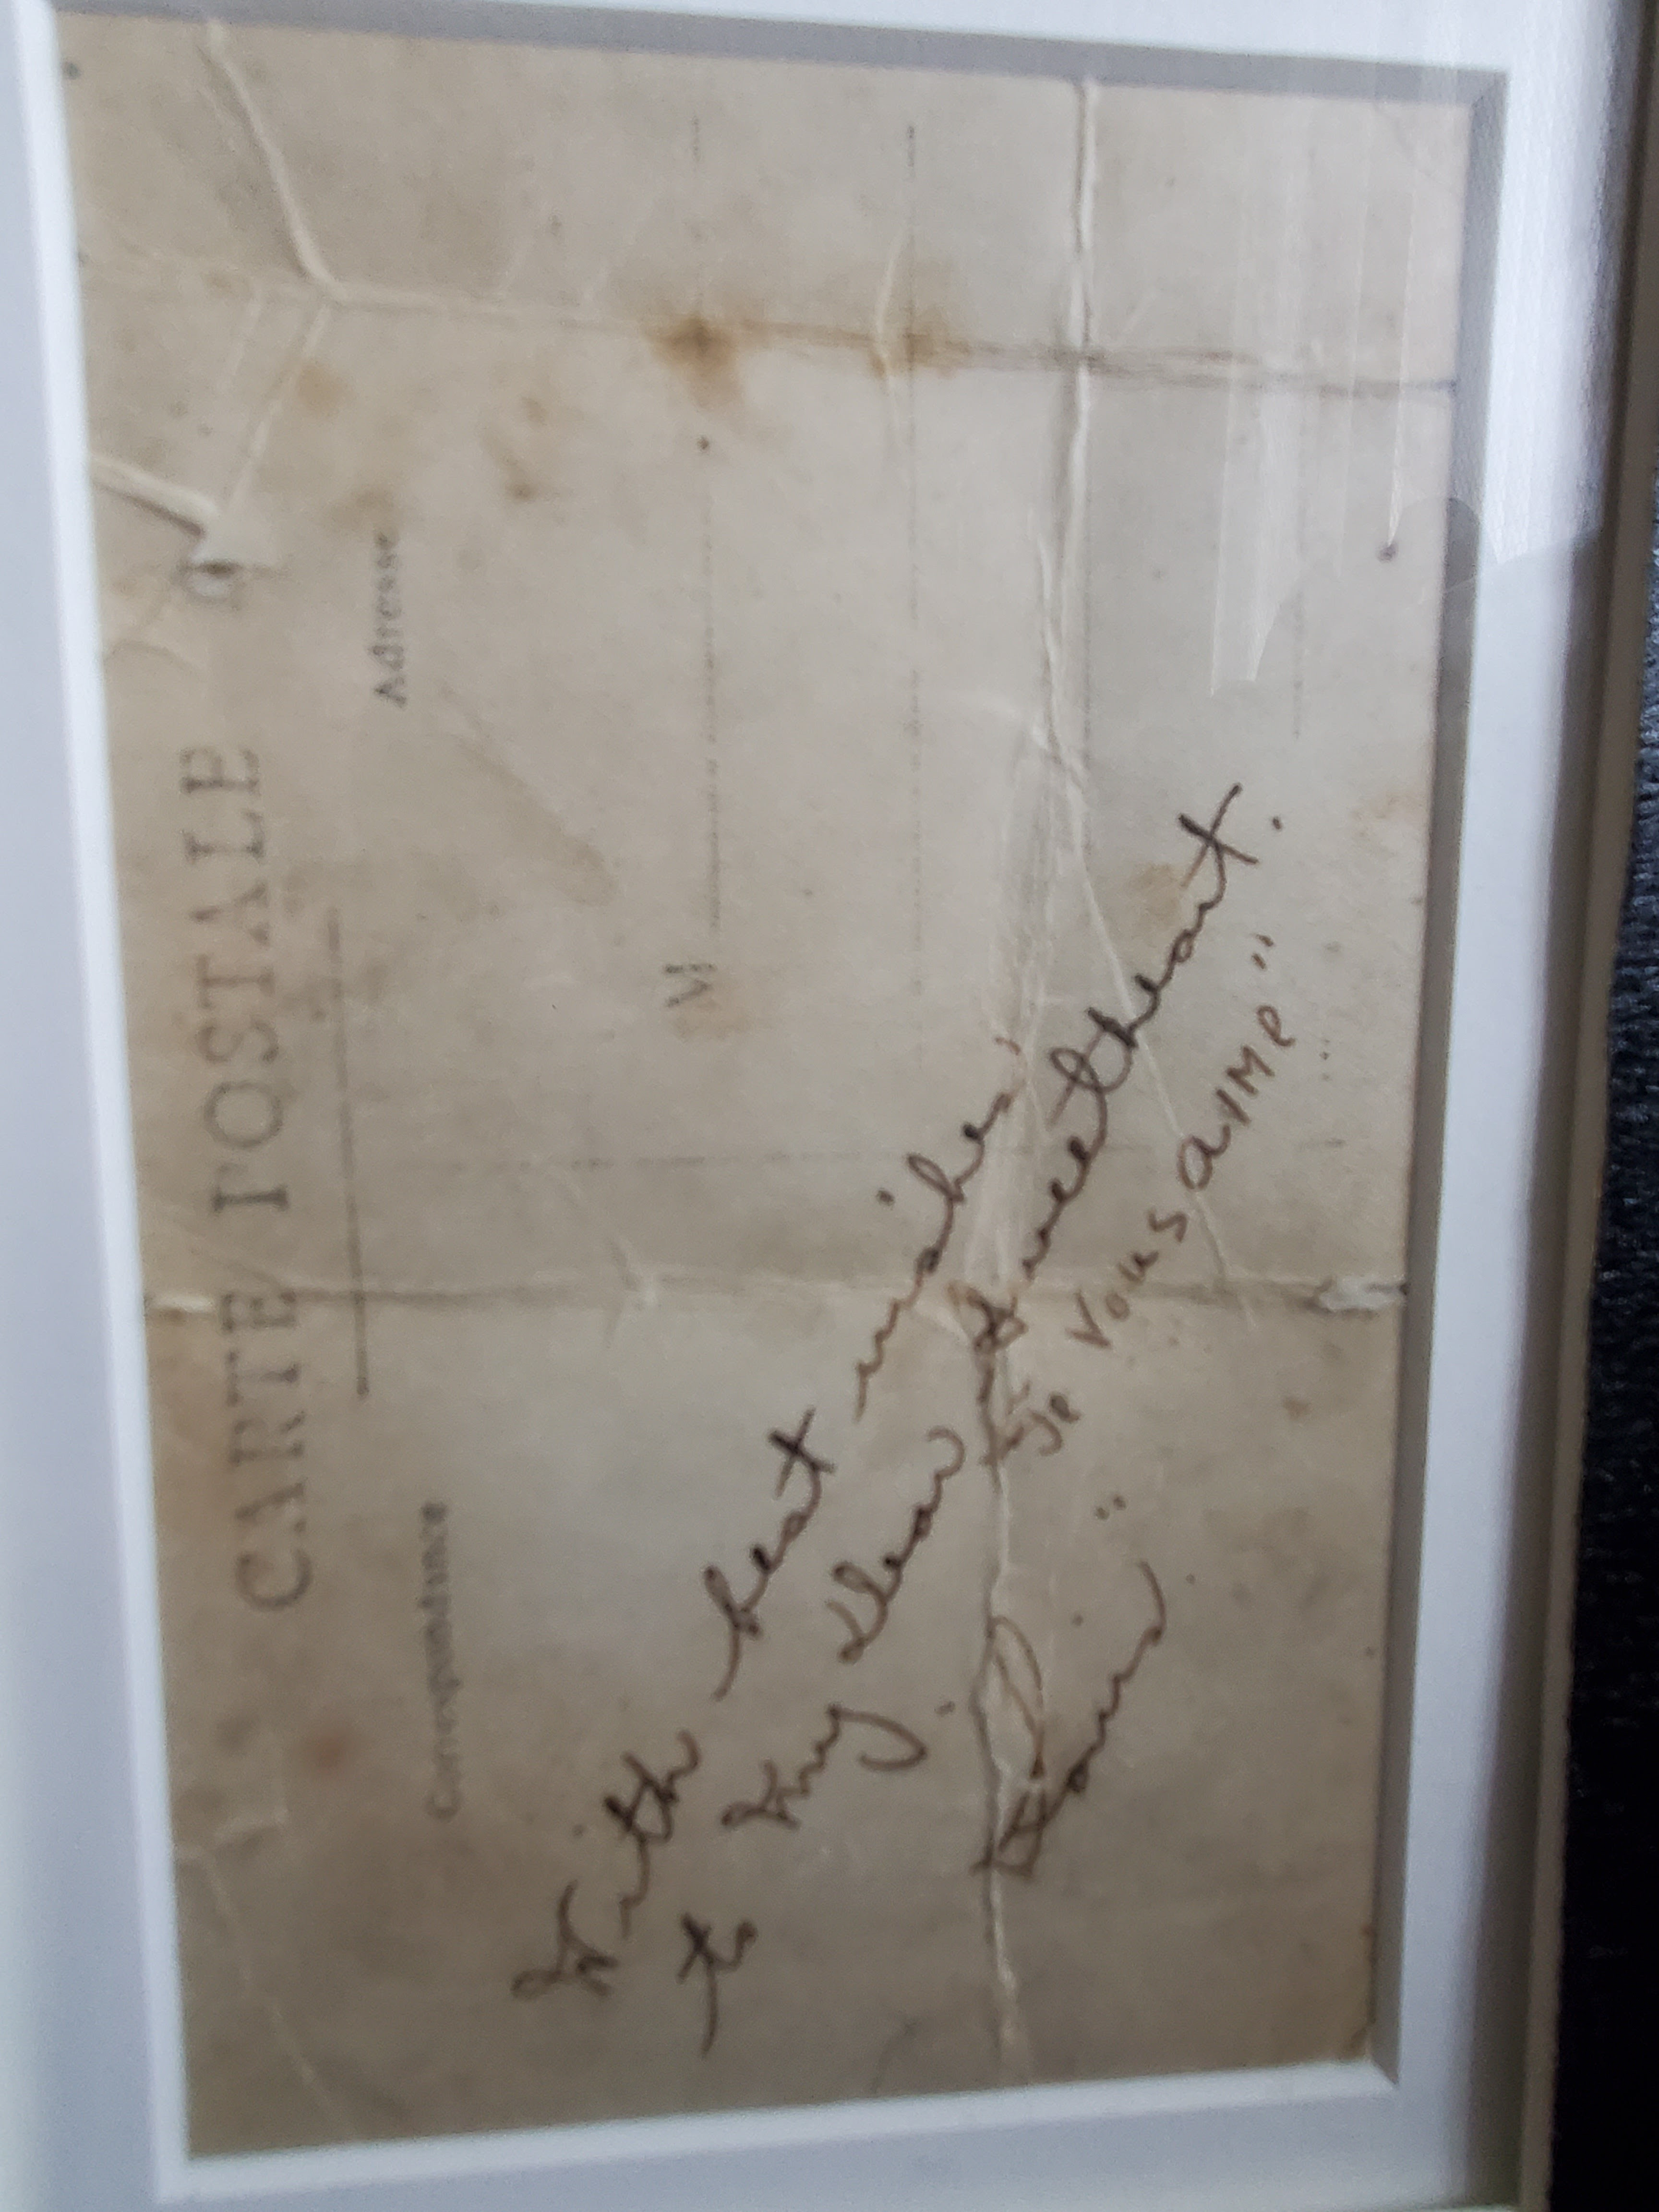 CARTE POSTALE
Correspondance
Adresse
M
With best wishes
to my dear Sweetheart.
"Je vous aime"